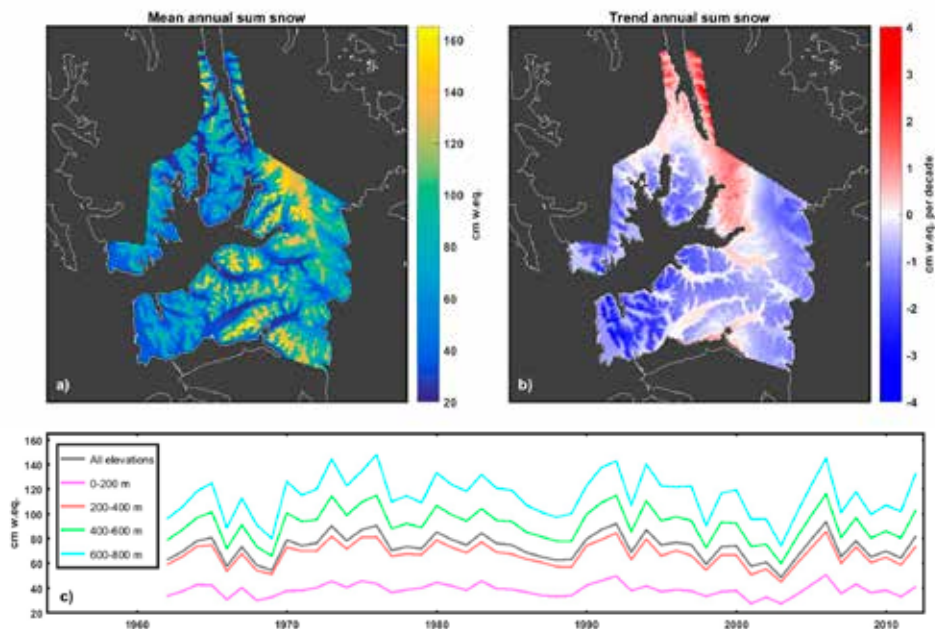 Mean annual sum snow
Trend annual sum snow
160
140
120
100
80
60
40
20
cm w.eq.
a)
4
3
2
1
0
-1
-2
-3
-4
cm w.eq. per decade
b)
160
140
120
100
80
60
40
20
cm w.eq.
All elevations
0-200 m
200-400 m
400-600 m
600-800 m
c)
1960 1970 1980 1990 2000 2010